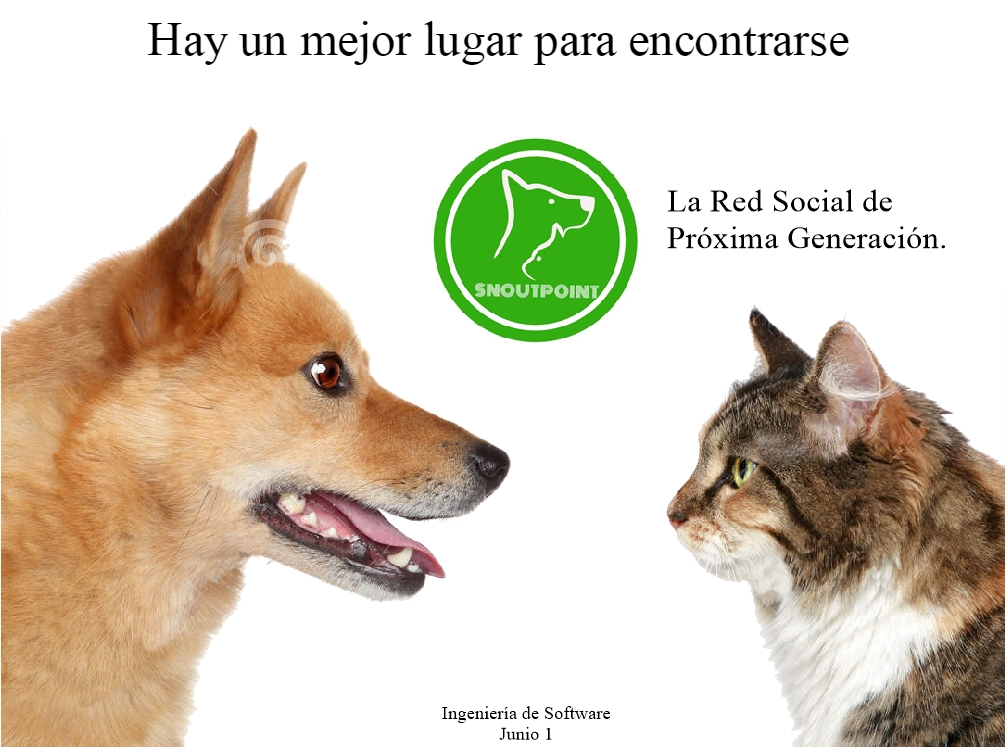 Hay un mejor lugar para encontrarse
SNOUTPOINT
La Red Social de
Próxima Generación.
Ingeniería de Software
Junio 1